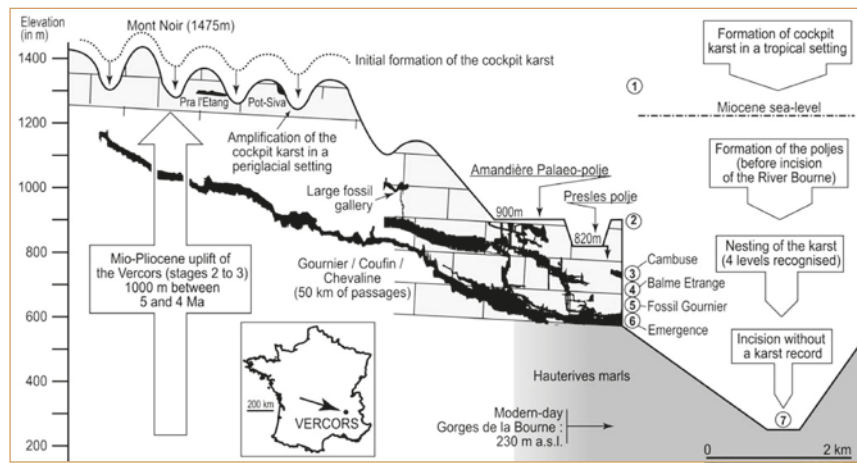 Elevation
(in m)
1400
1200
1000
800
600
400
200
Mont Noir (1475m)
Initial formation of the cockpit karst
Pra l'Etang
Pot-Siva
Amplification of the
cockpit karst in a
periglacial setting
Large fossil
gallery
Mio-Pliocene uplift of
the Vercors (stages 2 to 3)
1000 m between
5 and 4 Ma
Gournier / Coufin /
Chevaline
(50 km of passages)
200 km
VERCORS
Amandière Palaeo-polje
Presles polje
900m
820m
Hauterives marls
Modern-day
Gorges de la Bourne :
230 m a.s.l.
Formation of cockpit
karst in a tropical setting
1
Miocene sea-level
Formation of the poljes
(before incision
of the River Bourne)
2
Nesting of the karst
(4 levels recognised)
3 Cambuse
4 Balme Etrange
5 Fossil Gournier
6 Emergence
Incision without
a karst record
7
0 2 km